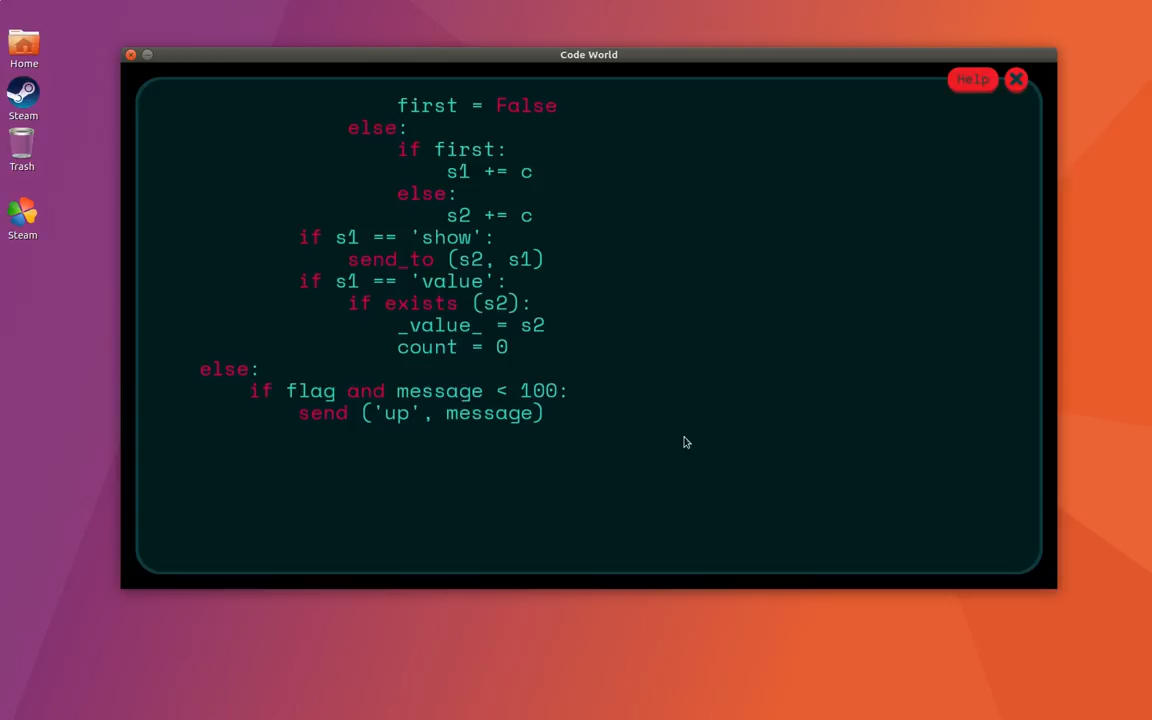 Home
Steam
Trash
Steam
Code World
Help
first = False
else:
if first:
s1 += c
else:
s2 += c
if s1 == 'show':
send_to (s2, s1)
if s1 == 'value':
if exists (s2):
_value_ = s2
count = 0
else:
if flag and message < 100:
send ('up', message)